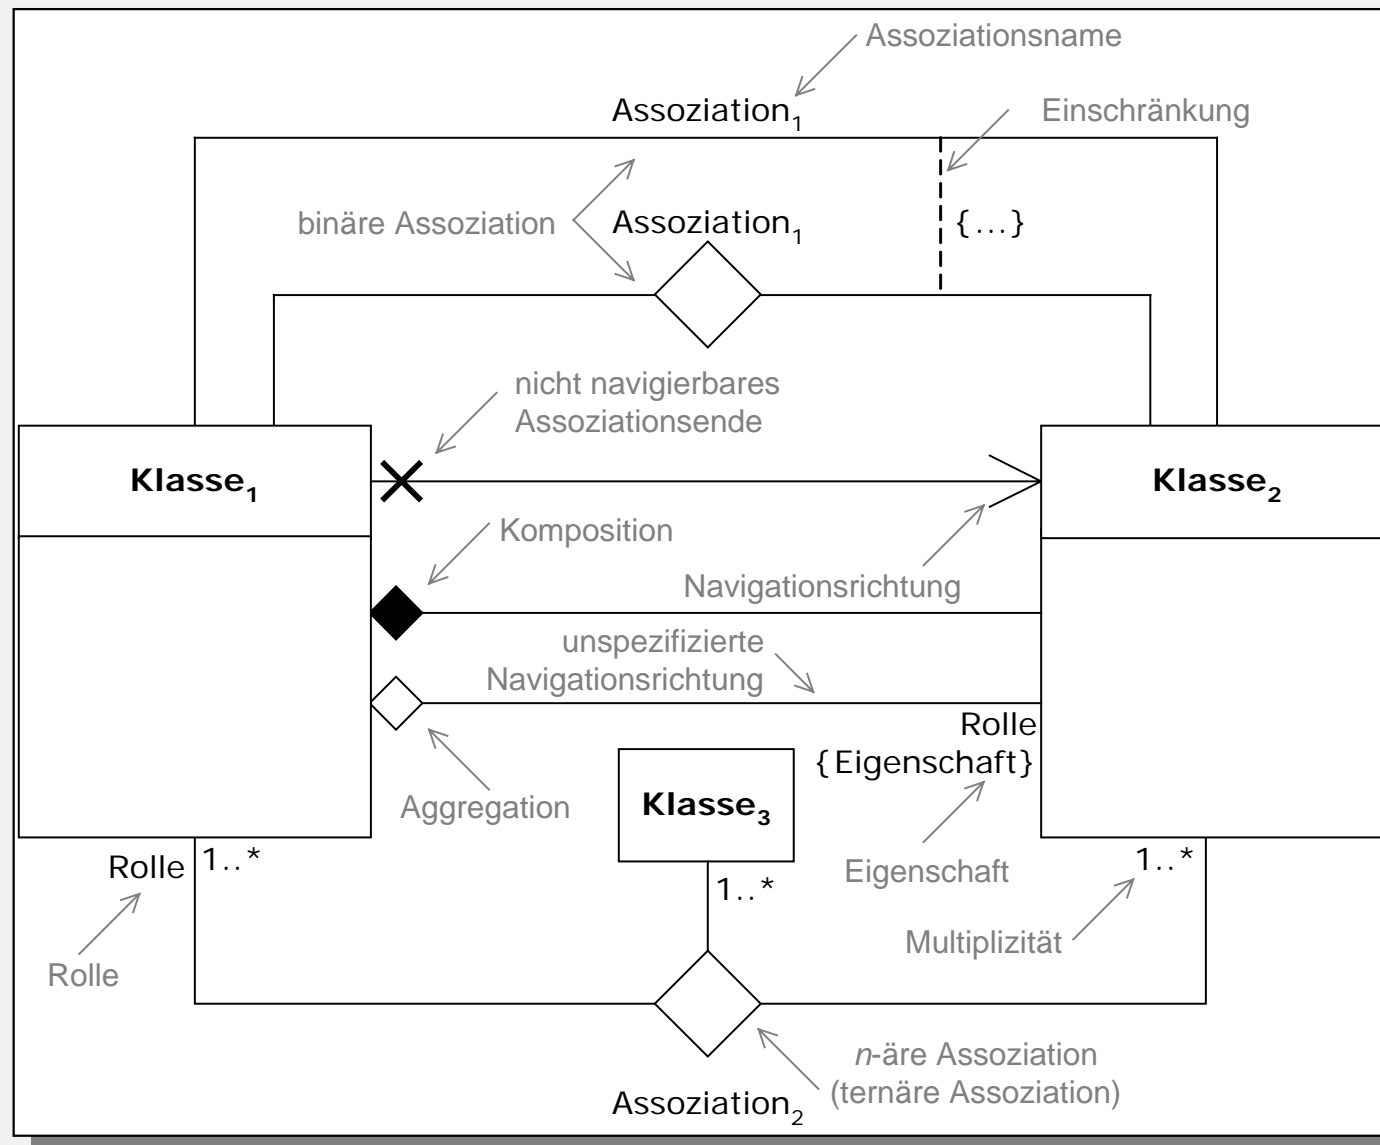 Assoziationsname
Assoziation₁
Einschränkung
binäre Assoziation
Assoziation₁
{...}
nicht navigierbares
Assoziationsende
Klasse₁
Klasse₂
Komposition
Navigationsrichtung
unspezifizierte
Navigationsrichtung
Rolle
{Eigenschaft}
Aggregation
Klasse₃
Eigenschaft
Rolle
1..*
1..*
1..*
Multiplizität
Rolle
n-äre Assoziation
(ternäre Assoziation)
Assoziation₂